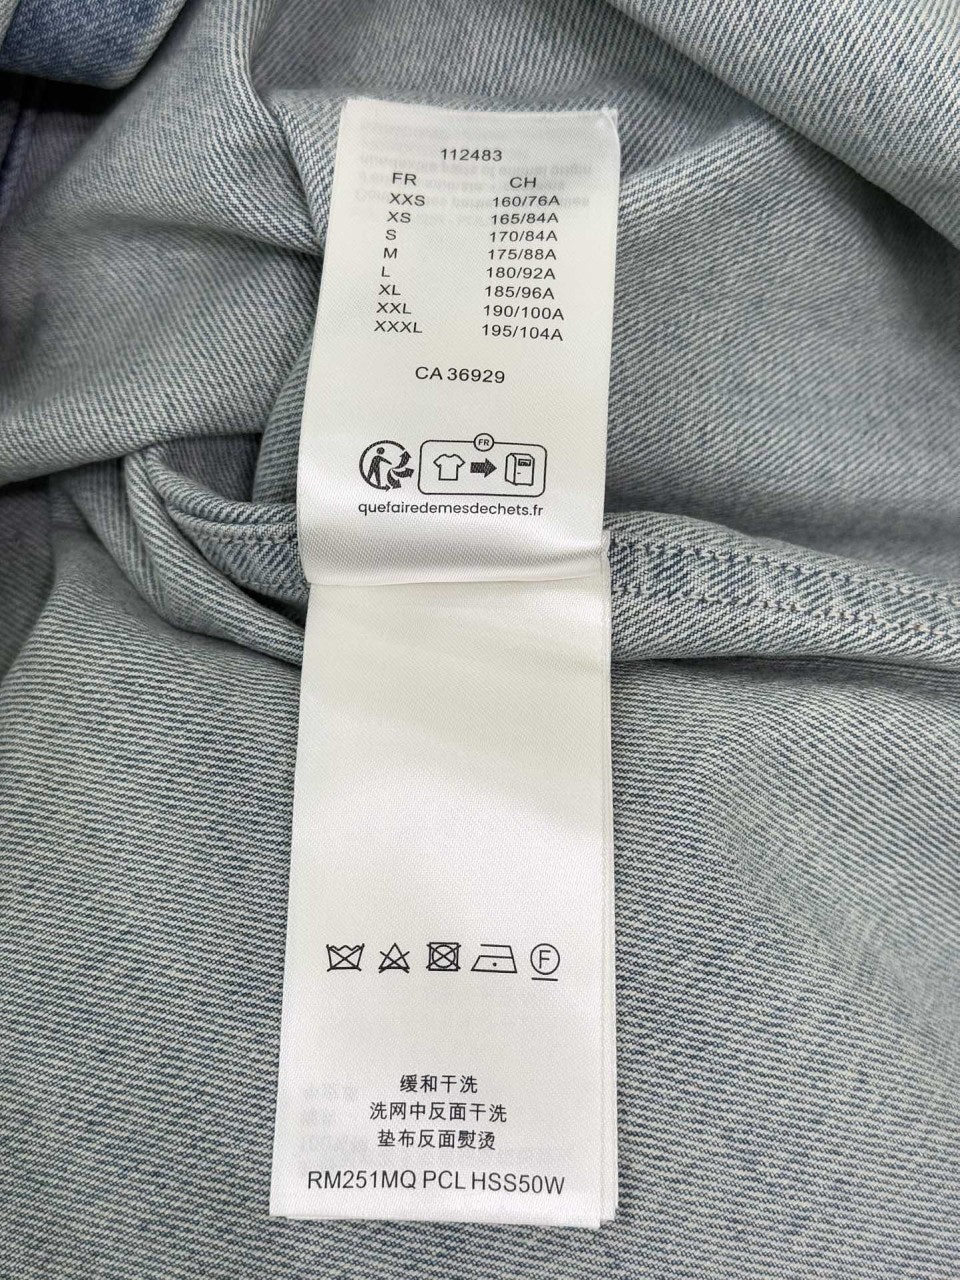 112483
FR CH
XXS 160/76A
XS 165/84A
S 170/84A
M 175/88A
L 180/92A
XL 185/96A
XXL 190/100A
XXXL 195/104A
CA 36929
FR
quefairedemesdechets.fr
F
缓和干洗
洗网中反面干洗
垫布反面熨烫
RM251MQ PCL HSS50W